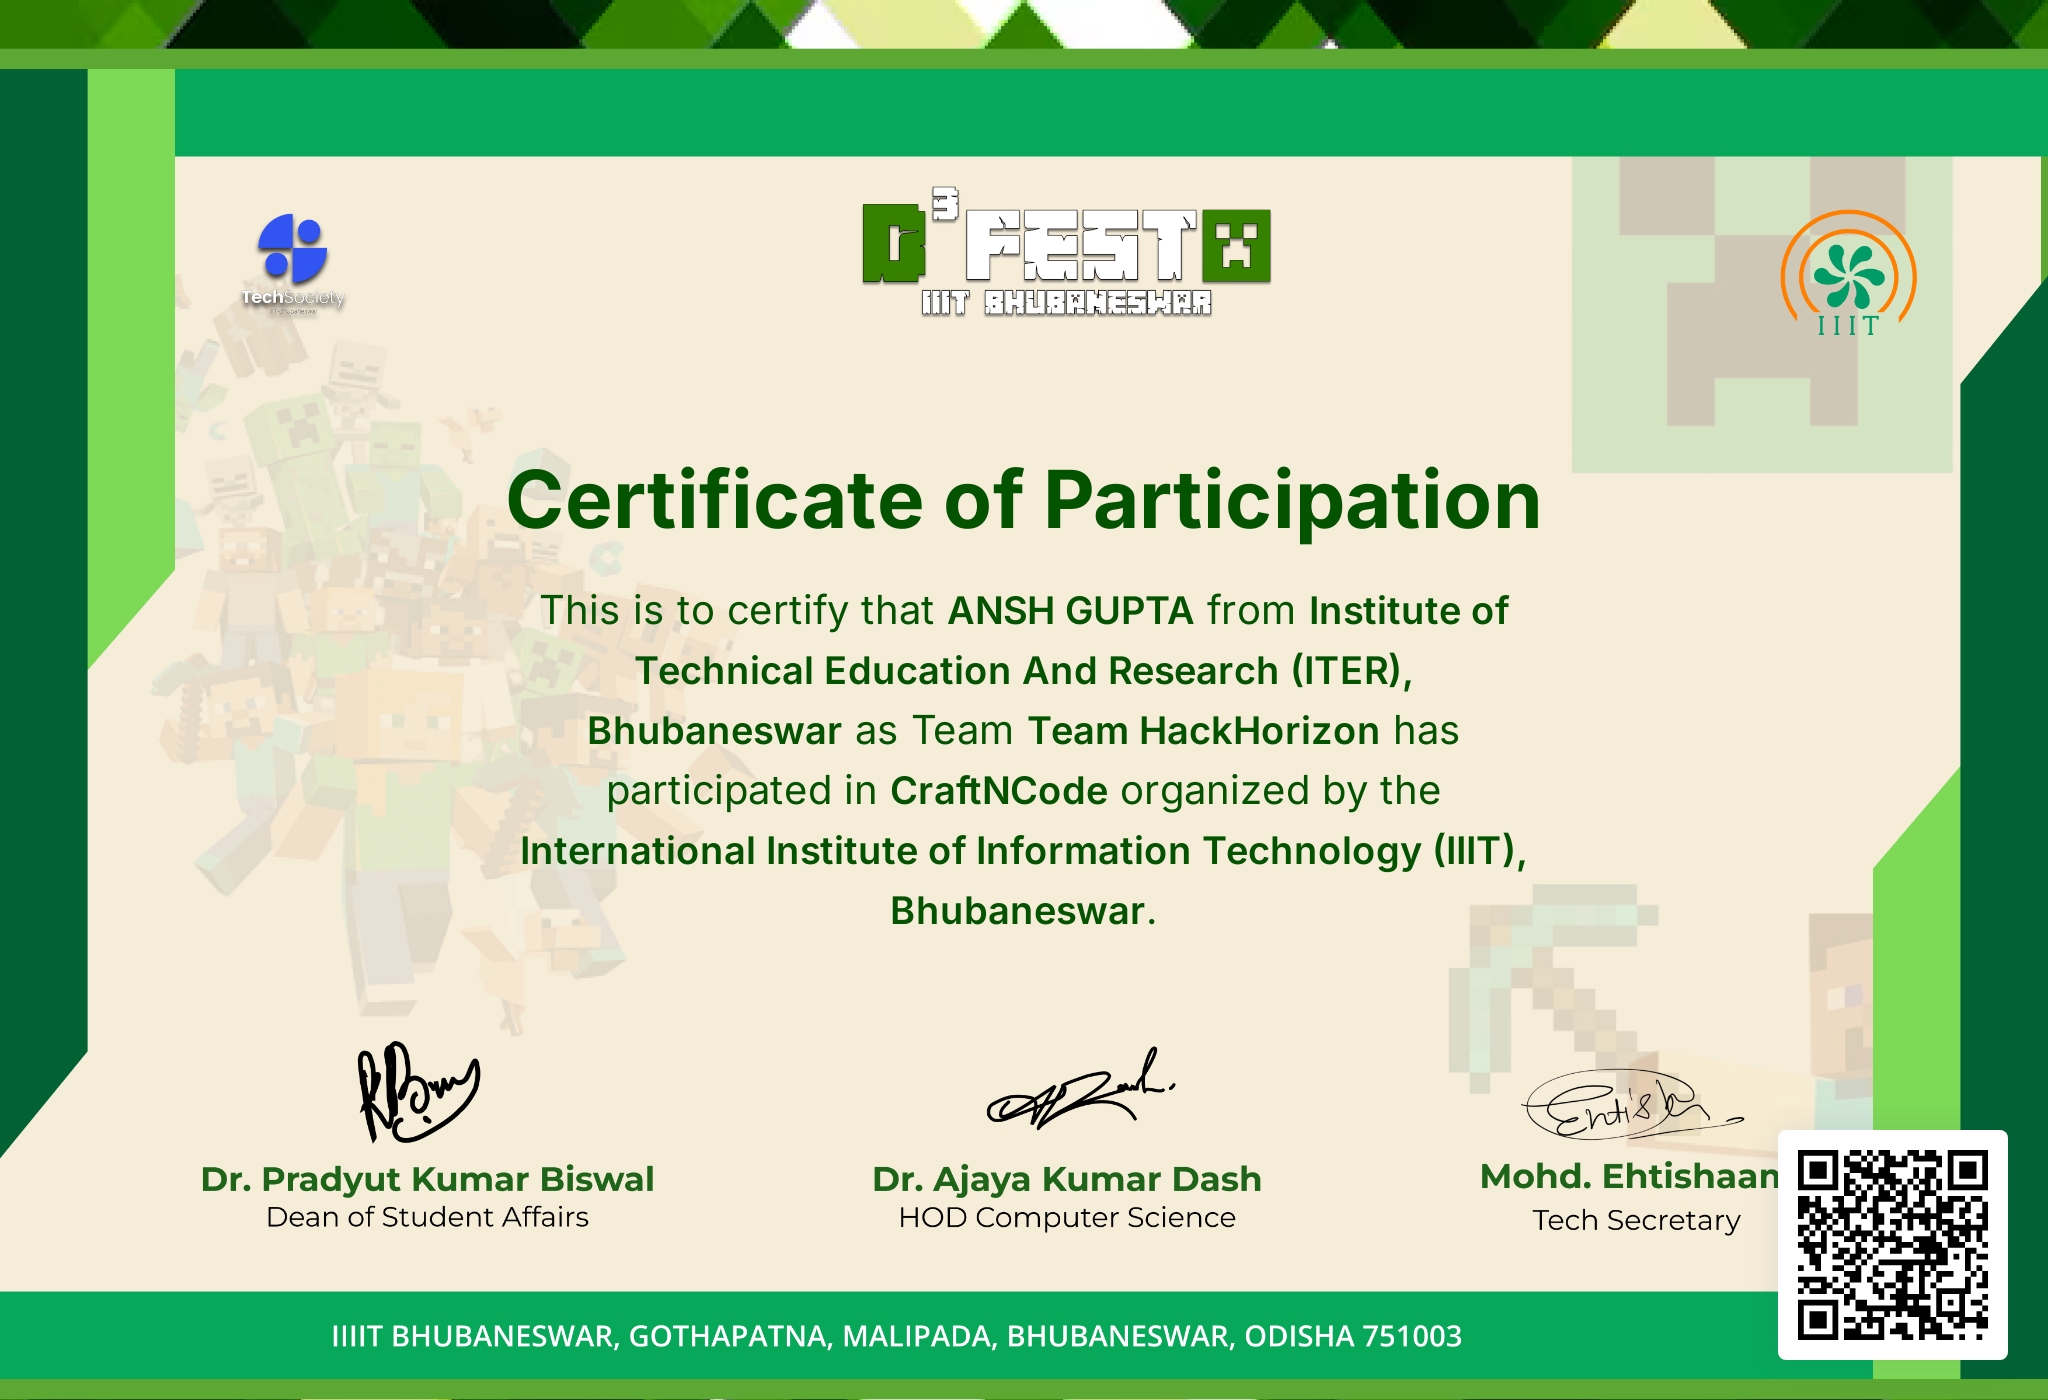 TechSociety
D³ FEST
IIIT BHUBANESWAR
IIIT
Certificate of Participation
This is to certify that ANSH GUPTA from Institute of
Technical Education And Research (ITER),
Bhubaneswar as Team Team HackHorizon has
participated in CraftNCode organized by the
International Institute of Information Technology (IIIT),
Bhubaneswar.
Dr. Pradyut Kumar Biswal
Dean of Student Affairs
Dr. Ajaya Kumar Dash
HOD Computer Science
Mohd. Ehtishaan
Tech Secretary
IIIIT BHUBANESWAR, GOTHAPATNA, MALIPADA, BHUBANESWAR, ODISHA 751003